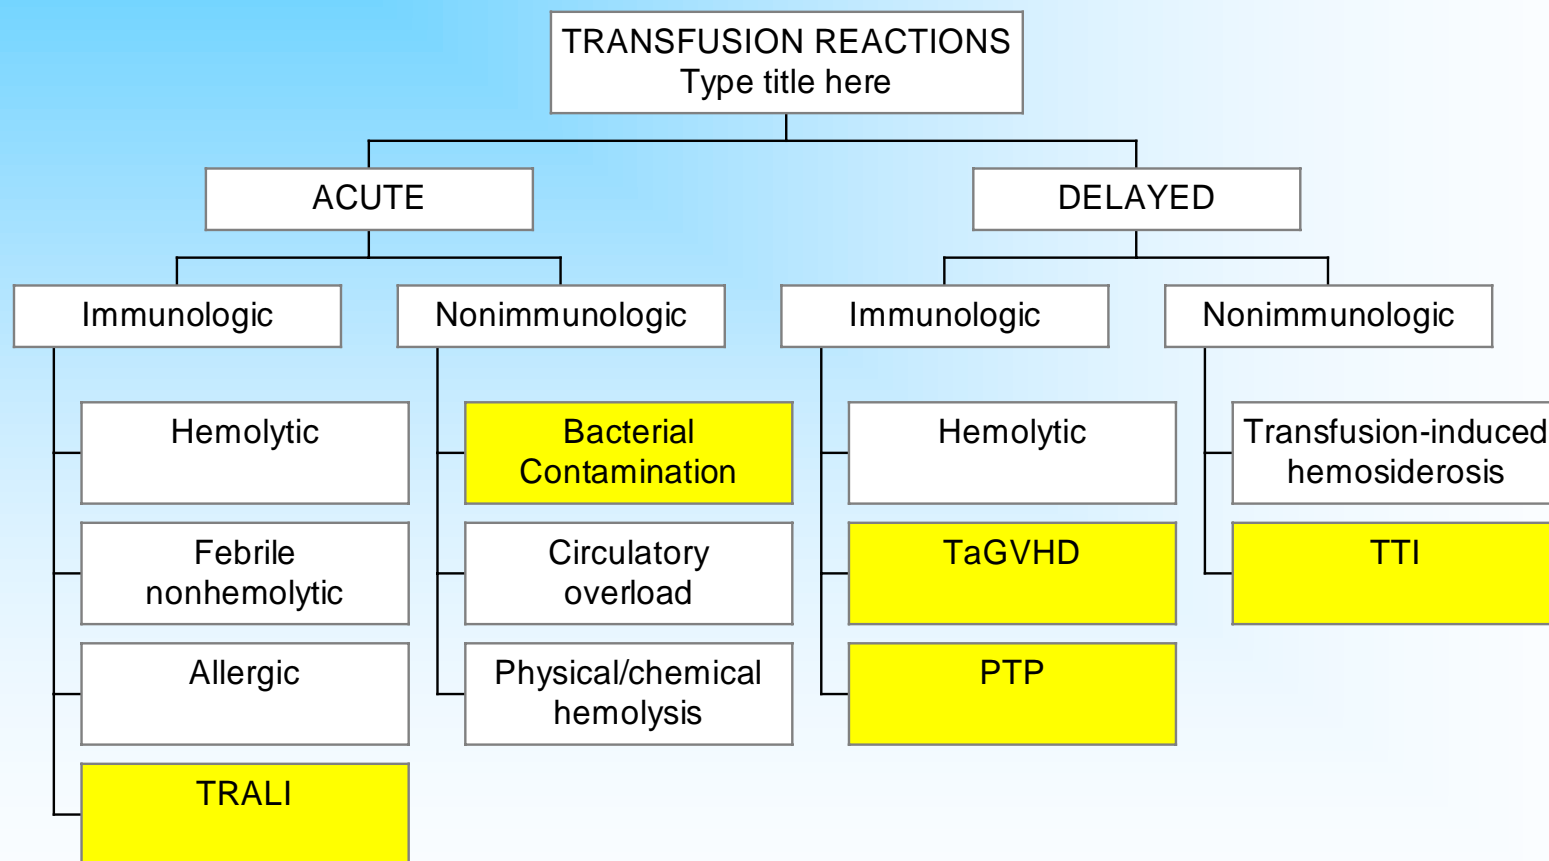 TRANSFUSION REACTIONS
Type title here
ACUTE
DELAYED
Immunologic
Nonimmunologic
Immunologic
Nonimmunologic
Hemolytic
Febrile
nonhemolytic
Allergic
TRALI
Bacterial
Contamination
Circulatory
overload
Physical/chemical
hemolysis
Hemolytic
TaGVHD
PTP
Transfusion-induced
hemosiderosis
TTI